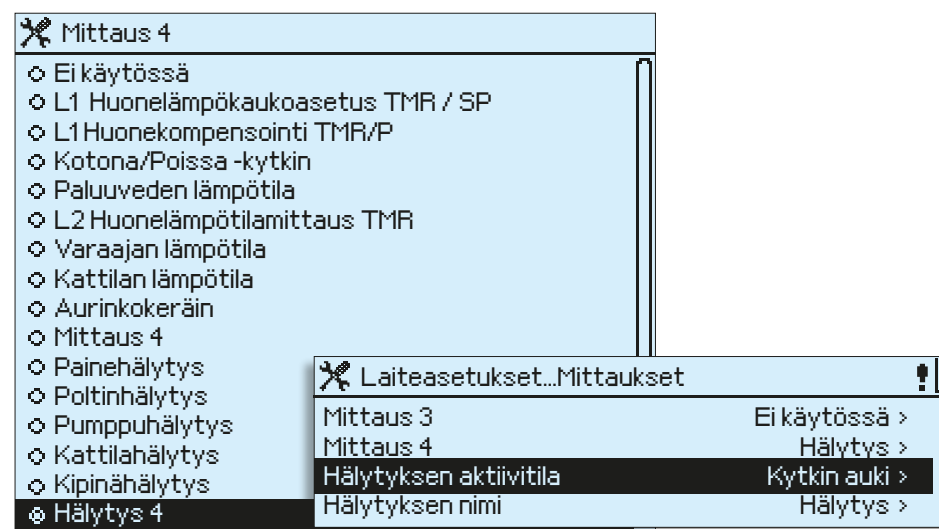 Mittaus 4
Ei käytössä
L1 Huonelämpökaukoasetus TMR / SP
L1 Huonekompensointi TMR/P
Kotona/Poissa -kytkin
Paluuveden lämpötila
L2 Huonelämpötilamittaus TMR
Varaajan lämpötila
Kattilan lämpötila
Aurinkokeräin
Mittaus 4
Painehälytys
Poltinhälytys
Pumppuhälytys
Kattilahälytys
Kipinähälytys
Hälytys 4
Laiteasetukset...Mittaukset !
Mittaus 3 Ei käytössä >
Mittaus 4 Hälytys >
Hälytyksen aktiivitila Kytkin auki >
Hälytyksen nimi Hälytys >